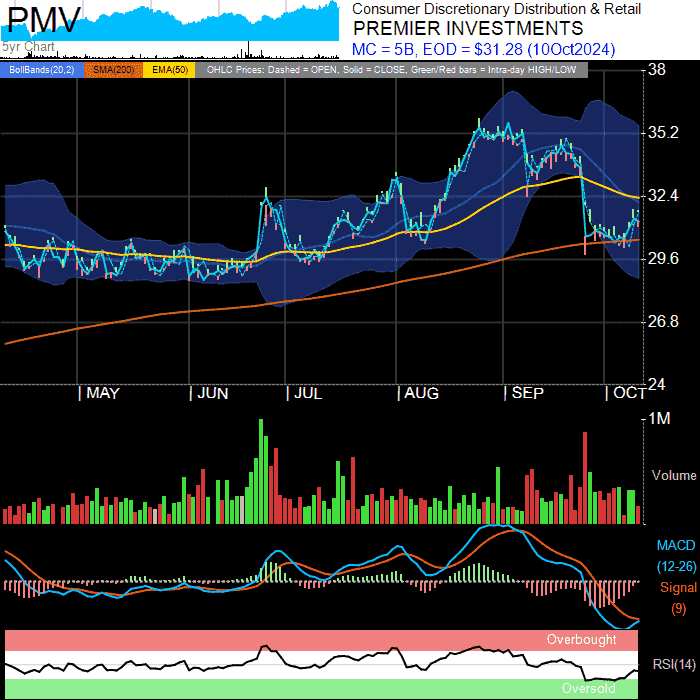 PMV
5yr Chart
Consumer Discretionary Distribution & Retail
PREMIER INVESTMENTS
MC = 5B, EOD = $31.28 (10Oct2024)
BollBands(20,2) SMA(200) EMA(50) OHLC Prices: Dashed = OPEN, Solid = CLOSE, Green/Red bars = Intra-day HIGH/LOW
38
35.2
32.4
29.6
26.8
24
| MAY | JUN | JUL | AUG | SEP | OCT
1M
Volume
MACD
(12-26)
Signal
(9)
Overbought
RSI(14)
Oversold